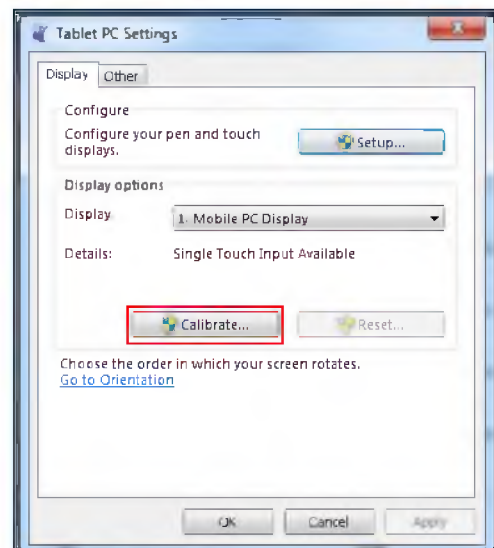 Tablet PC Settings
Display Other
Configure
Configure your pen and touch
displays.
Setup...
Display options
Display
1. Mobile PC Display
Details:
Single Touch Input Available
Calibrate...
Reset...
Choose the order in which your screen rotates.
Go to Orientation
OK Cancel Apply